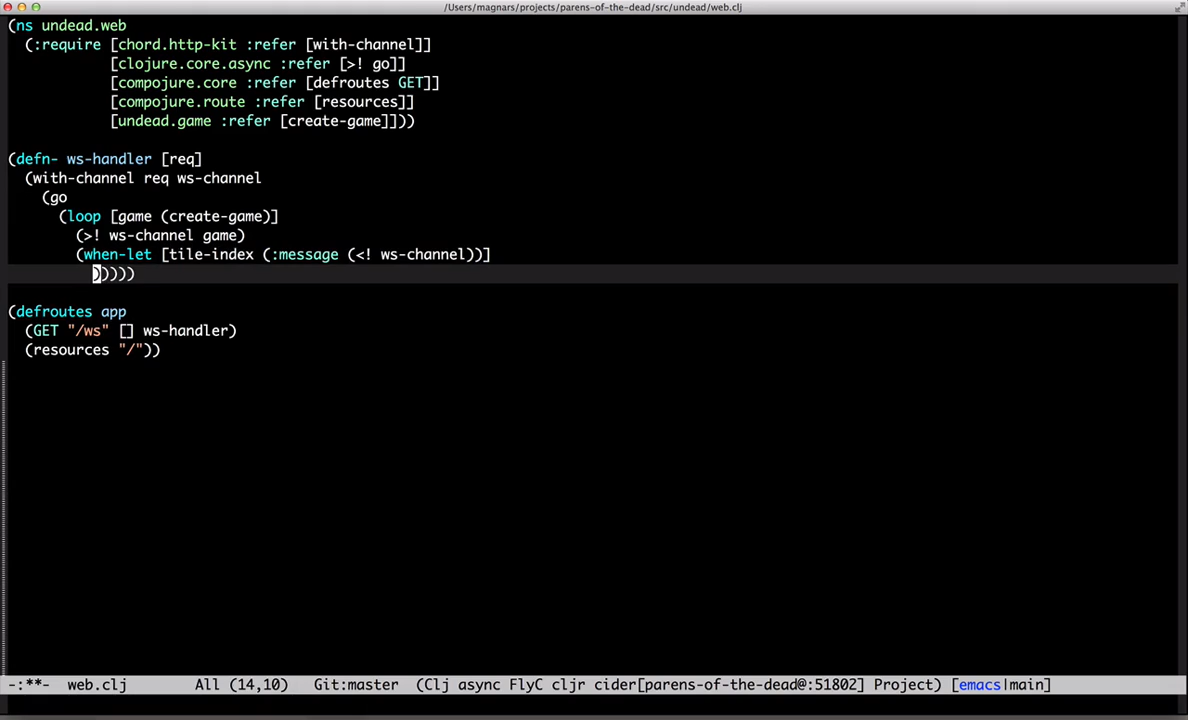 /Users/magnars/projects/parens-of-the-dead/src/undead/web.clj
(ns undead.web
  (:require [chord.http-kit :refer [with-channel]]
            [clojure.core.async :refer [>! go]]
            [compojure.core :refer [defroutes GET]]
            [compojure.route :refer [resources]]
            [undead.game :refer [create-game]]))
(defn- ws-handler [req]
  (with-channel req ws-channel
    (go
      (loop [game (create-game)]
        (>! ws-channel game)
        (when-let [tile-index (:message (<! ws-channel))]
          )))))
(defroutes app
  (GET "/ws" [] ws-handler)
  (resources "/"))
-:**-  web.clj        All (14,10)   Git:master  (Clj async FlyC cljr cider[parens-of-the-dead@:51802] Project) [emacs|main]